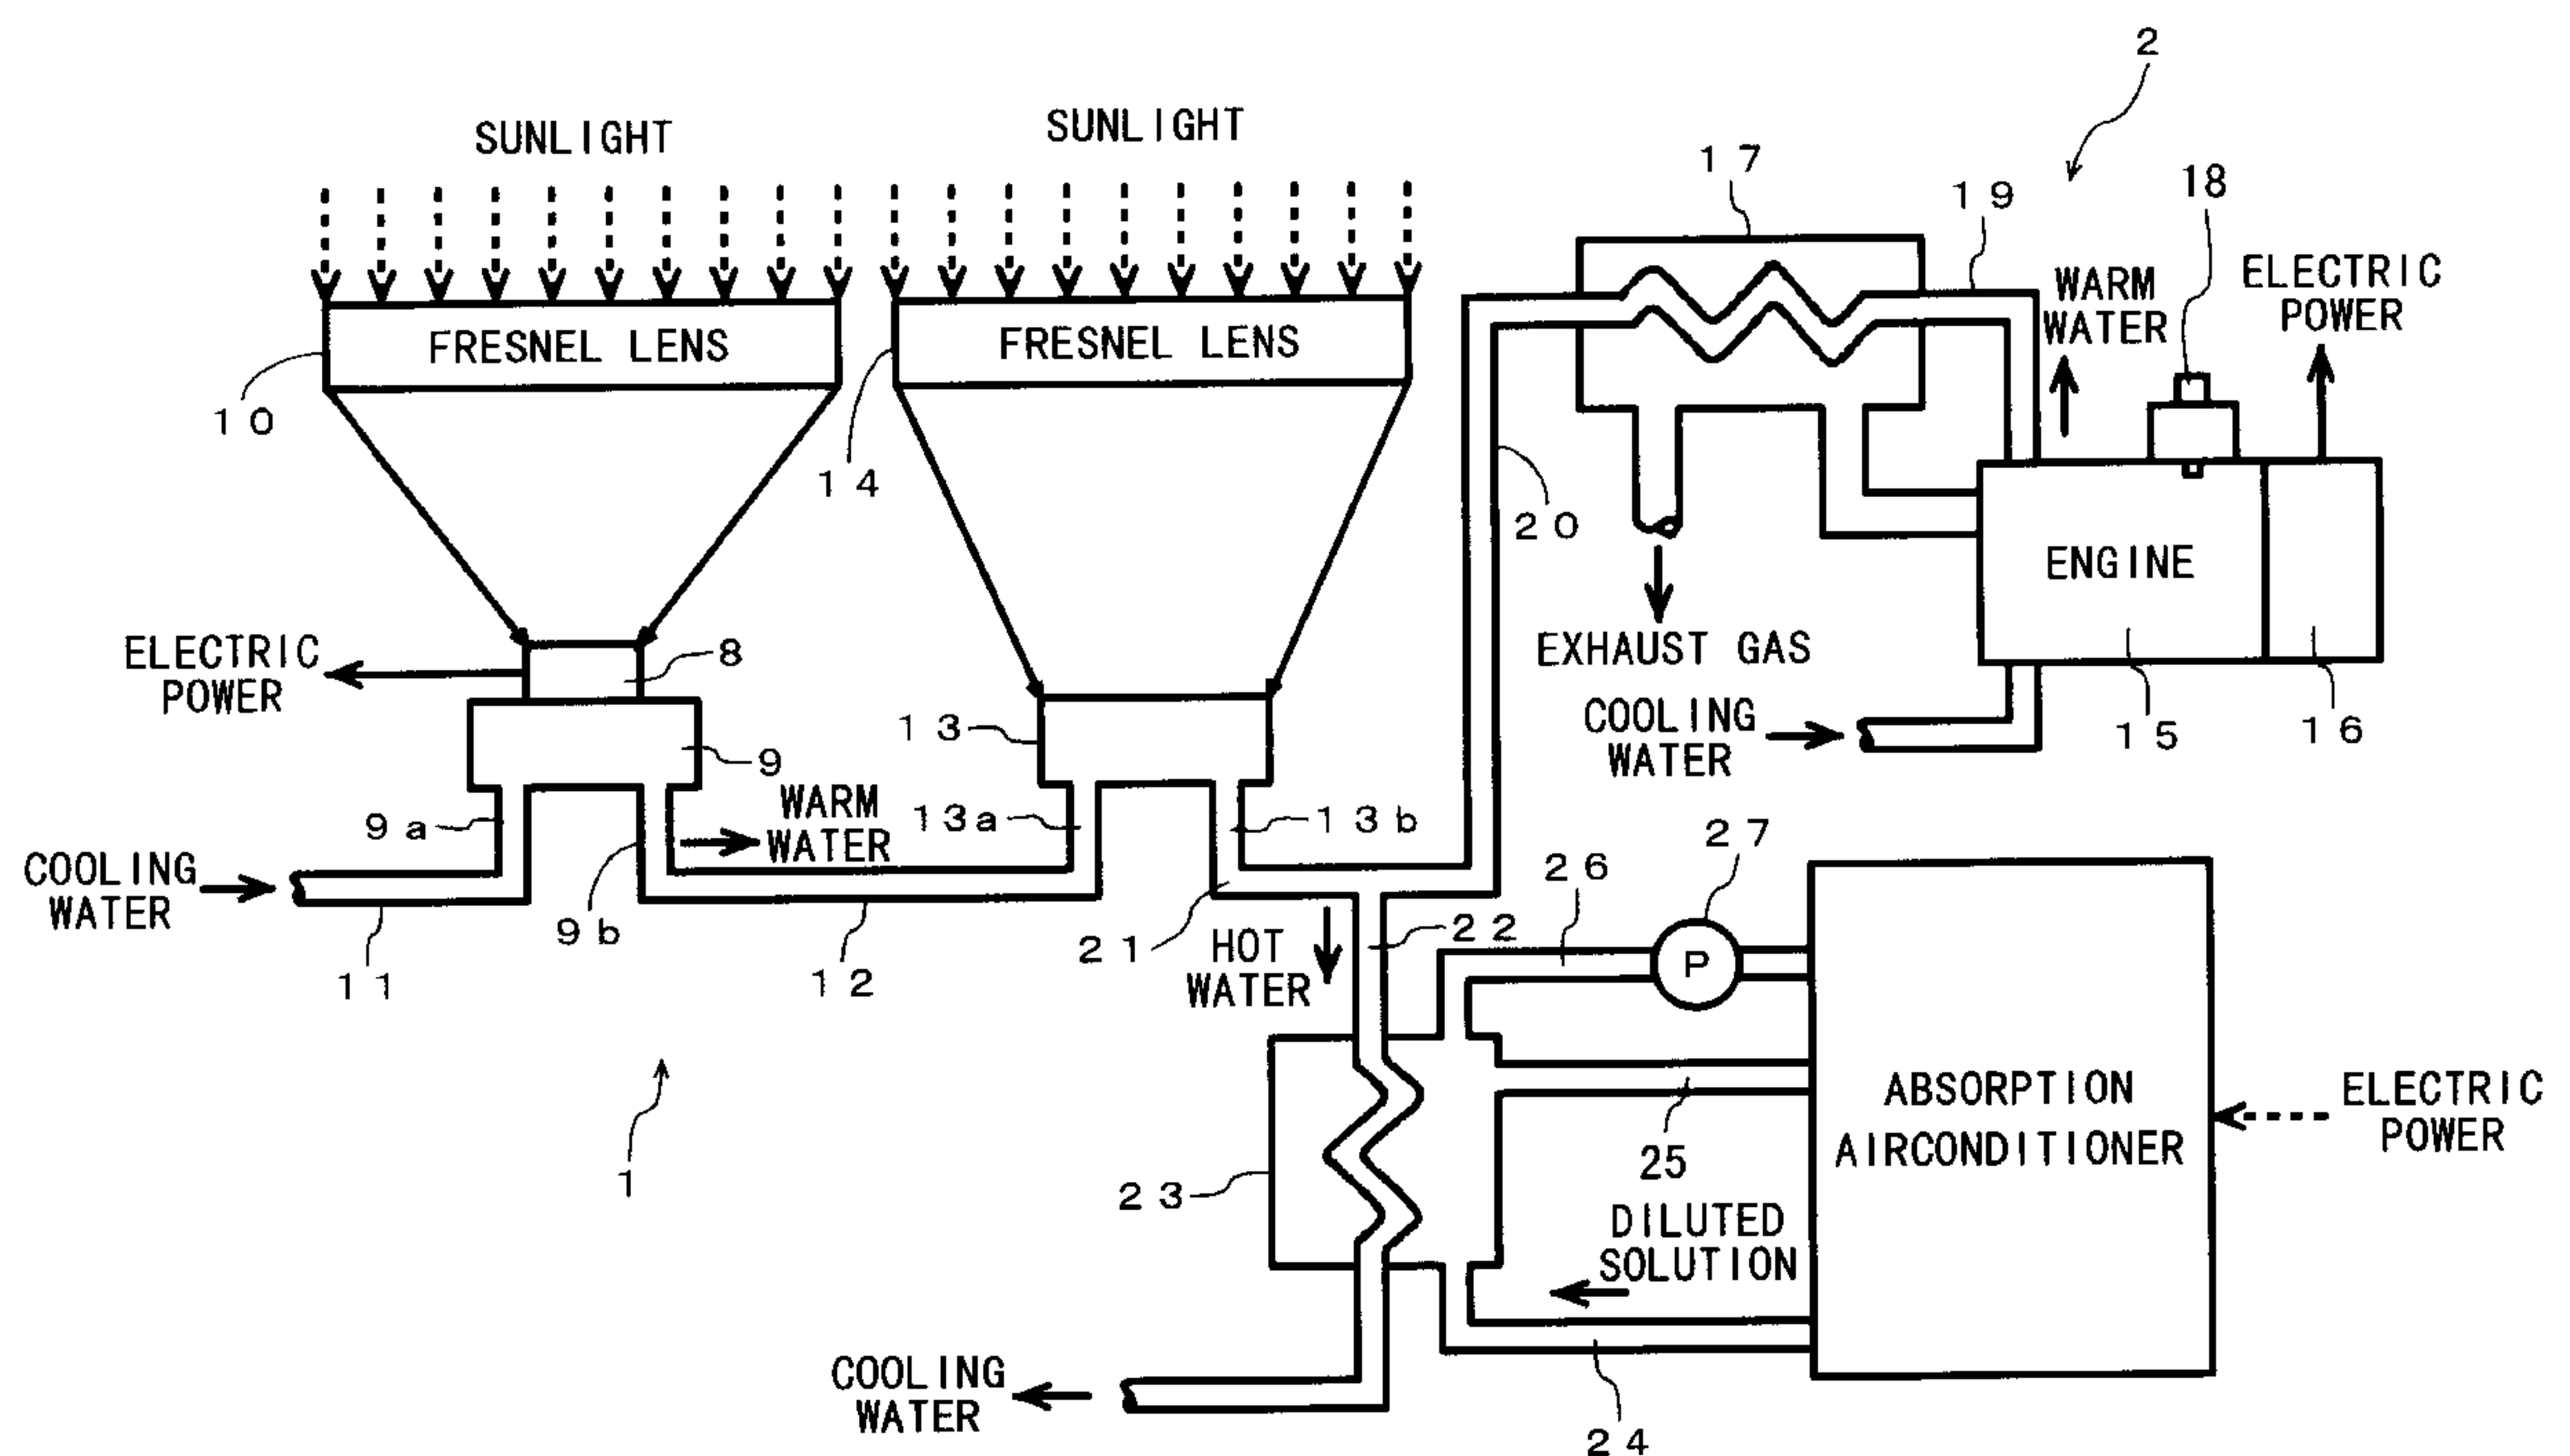 2
SUNLIGHT
SUNLIGHT
17
18
19
WARM
WATER
ELECTRIC
POWER
FRESNEL LENS
FRESNEL LENS
10
14
20
ENGINE
EXHAUST GAS
ELECTRIC
POWER
8
COOLING
WATER
15
16
13
9
WARM
WATER
9a
13a
13b
27
COOLING
WATER
26
9b
21
22
HOT
WATER
P
11
12
ABSORPTION
AIRCONDITIONER
ELECTRIC
POWER
25
1
23
DILUTED
SOLUTION
COOLING
WATER
24